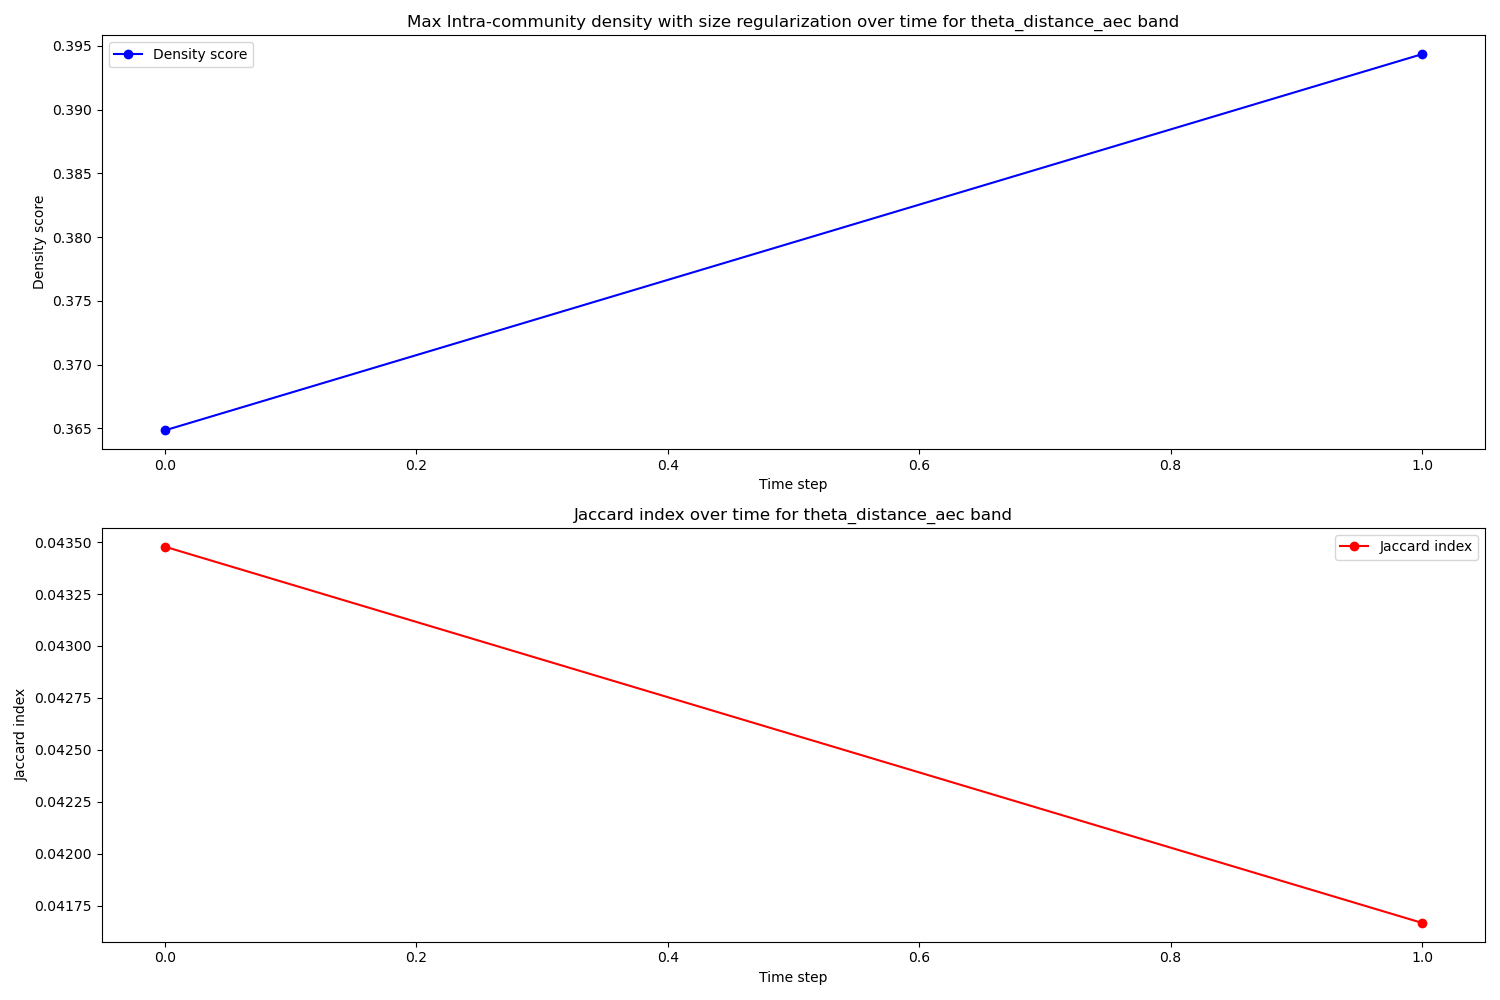 Max Intra-community density with size regularization over time for theta_distance_aec band
Density score
0.395
0.390
0.385
0.380
0.375
0.370
0.365
Density score
0.0 0.2 0.4 0.6 0.8 1.0
Time step
Jaccard index over time for theta_distance_aec band
Jaccard index
0.04350
0.04325
0.04300
0.04275
0.04250
0.04225
0.04200
0.04175
Jaccard index
0.0 0.2 0.4 0.6 0.8 1.0
Time step